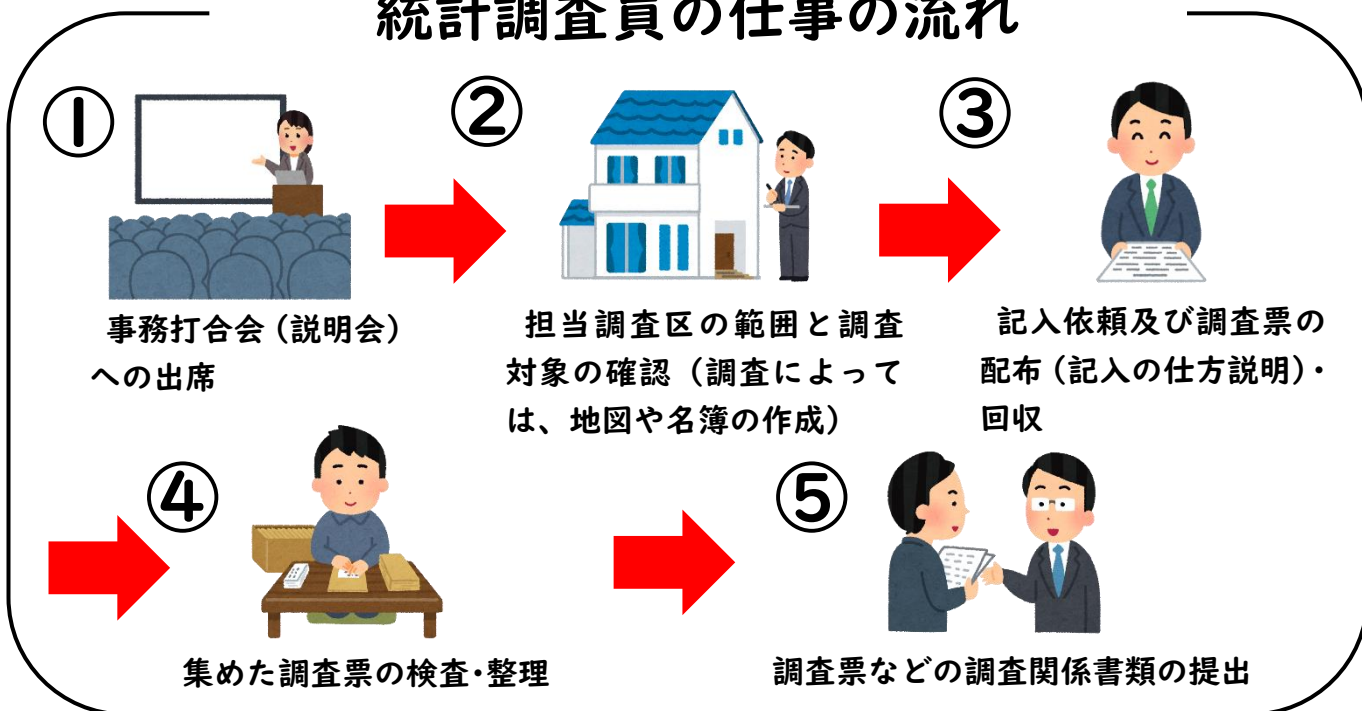 統計調査員の仕事の流れ
①
事務打合会（説明会）
への出席
②
担当調査区の範囲と調査
対象の確認（調査によって
は、地図や名簿の作成）
③
記入依頼及び調査票の
配布（記入の仕方説明）・
回収
④
集めた調査票の検査・整理
⑤
調査票などの調査関係書類の提出